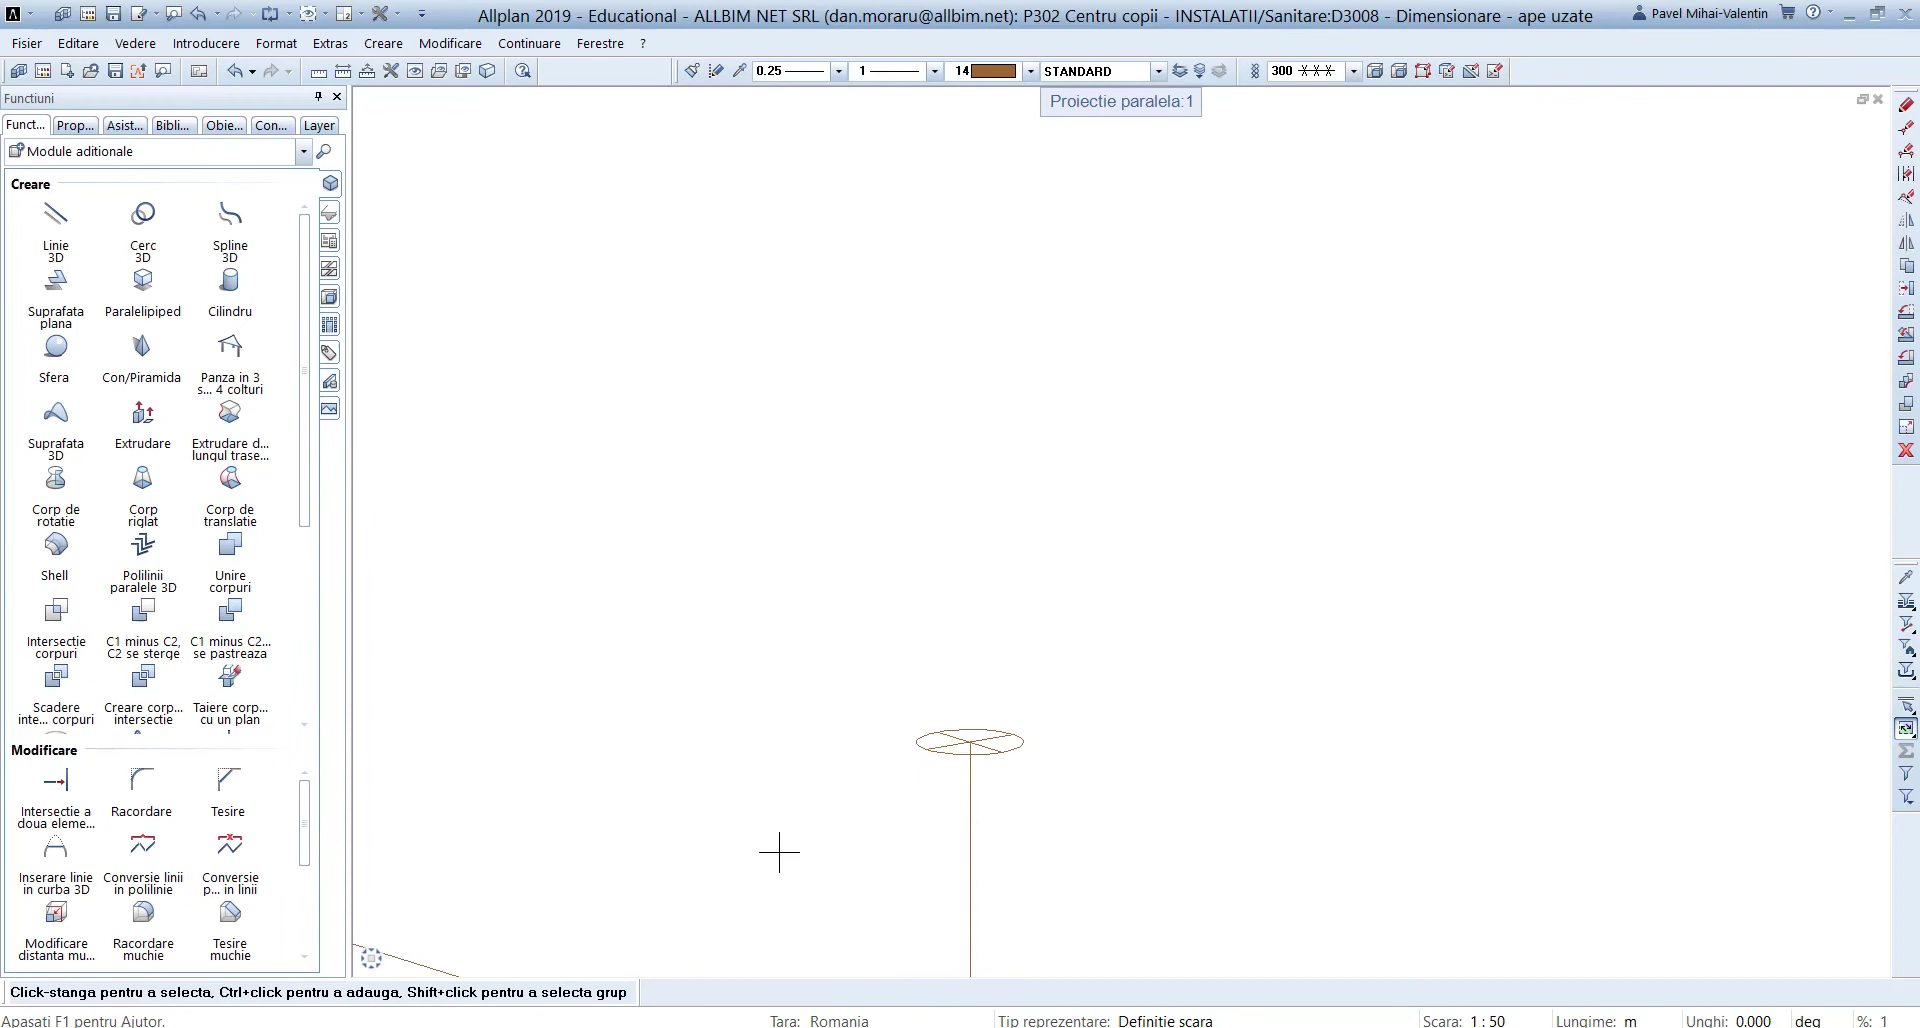 Allplan 2019 - Educational - ALLBIM NET SRL (dan.moraru@allbim.net): P302 Centru copii - INSTALATII/Sanitare:D3008 - Dimensionare - ape uzate
Pavel Mihai-Valentin
Fisier Editare Vedere Introducere Format Extras Creare Modificare Continuare Ferestre ?
0.25 1 14 STANDARD 300
Functiuni
Proiectie paralela:1
Funct... Prop... Asist... Bibli... Obie... Con... Layer
Module aditionale
Creare
Linie 3D
Cerc 3D
Spline 3D
Suprafata plana
Paralelipiped
Cilindru
Sfera
Con/Piramida
Panza in 3 s... 4 colturi
Suprafata 3D
Extrudare
Extrudare d... lungul trase...
Corp de rotatie
Corp riglat
Corp de translatie
Shell
Polilinii paralele 3D
Unire corpuri
Intersectie corpuri
C1 minus C2, C2 se sterge
C1 minus C2... se pastreaza
Scadere inte... corpuri
Creare corp... intersectie
Taiere corp... cu un plan
Modificare
Intersectie a doua eleme...
Racordare
Tesire
Inserare linie in curba 3D
Conversie linii in polilinie
Conversie p... in linii
Modificare distanta mu...
Racordare muchie
Tesire muchie
Click-stanga pentru a selecta, Ctrl+click pentru a adauga, Shift+click pentru a selecta grup
Apasati F1 pentru Ajutor. Tara: Romania Tip reprezentare: Definitie scara Scara: 1 : 50 Lungime: m Unghi: 0.000 deg %: 1